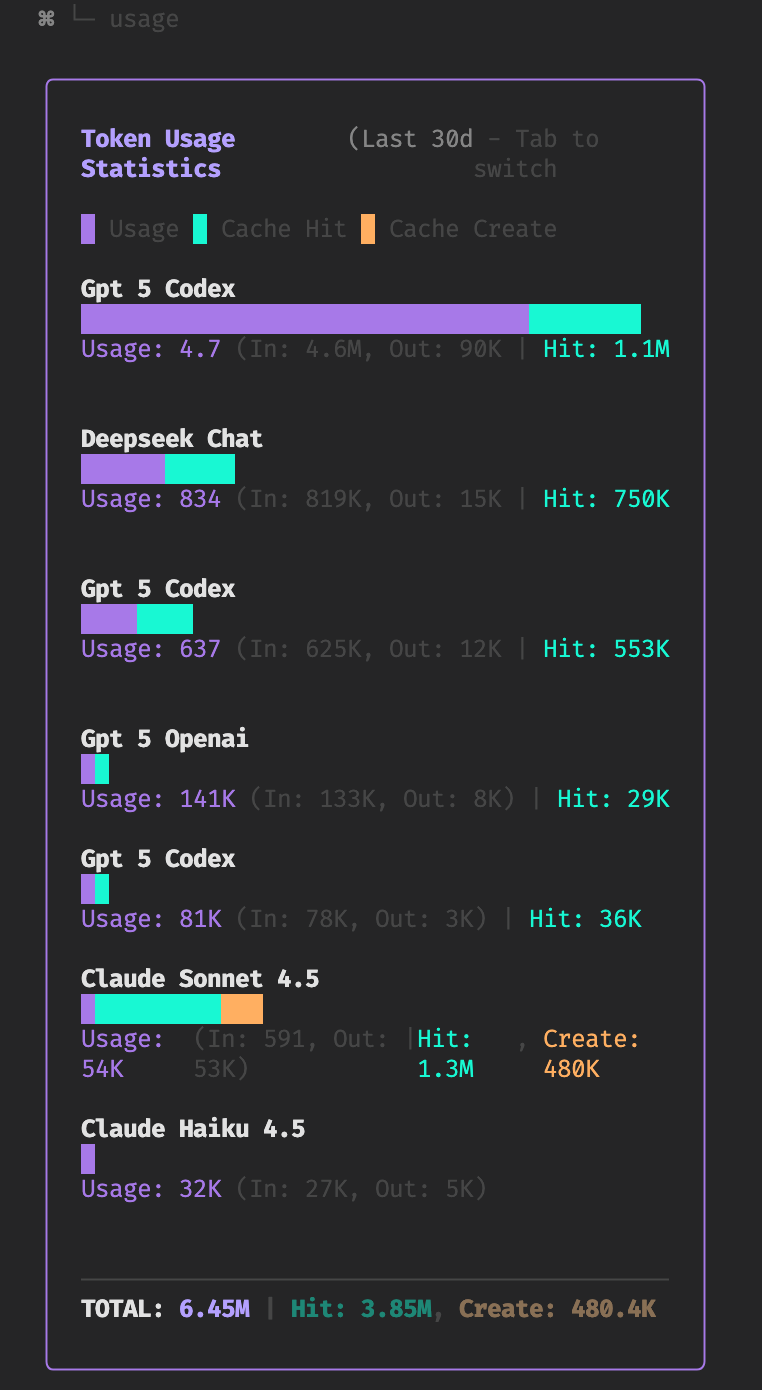 ⌘ └─ usage
Token Usage (Last 30d - Tab to
Statistics switch
Usage Cache Hit Cache Create
Gpt 5 Codex
Usage: 4.7 (In: 4.6M, Out: 90K | Hit: 1.1M
Deepseek Chat
Usage: 834 (In: 819K, Out: 15K | Hit: 750K
Gpt 5 Codex
Usage: 637 (In: 625K, Out: 12K | Hit: 553K
Gpt 5 Openai
Usage: 141K (In: 133K, Out: 8K) | Hit: 29K
Gpt 5 Codex
Usage: 81K (In: 78K, Out: 3K) | Hit: 36K
Claude Sonnet 4.5
Usage: (In: 591, Out: |Hit: , Create:
54K 53K) 1.3M 480K
Claude Haiku 4.5
Usage: 32K (In: 27K, Out: 5K)
TOTAL: 6.45M | Hit: 3.85M, Create: 480.4K